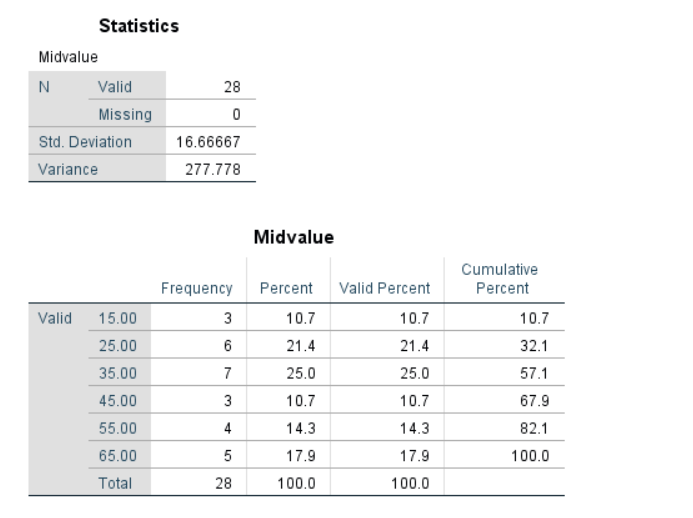 Statistics
Midvalue
N Valid 28
Missing 0
Std. Deviation 16.66667
Variance 277.778
Midvalue
Frequency Percent Valid Percent Cumulative Percent
Valid 15.00 3 10.7 10.7 10.7
25.00 6 21.4 21.4 32.1
35.00 7 25.0 25.0 57.1
45.00 3 10.7 10.7 67.9
55.00 4 14.3 14.3 82.1
65.00 5 17.9 17.9 100.0
Total 28 100.0 100.0